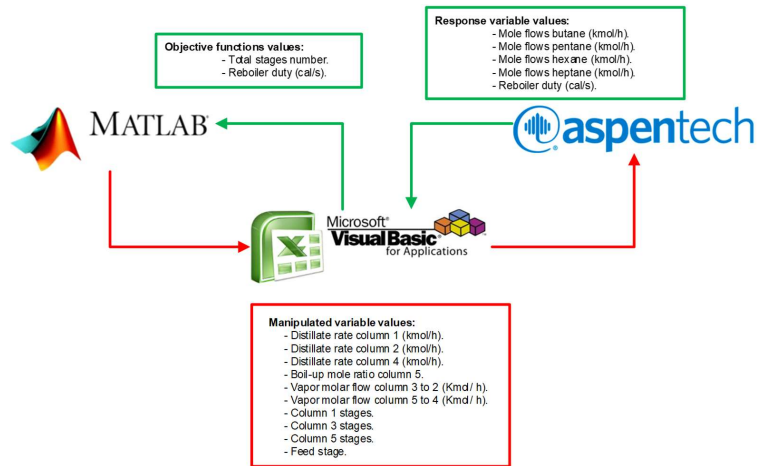 Objective functions values:
- Total stages number.
- Reboiler duty (cal/s).
Response variable values:
- Mole flows butane (kmol/h).
- Mole flows pentane (kmol/h).
- Mole flows hexane (kmol/h).
- Mole flows heptane (kmol/h).
- Reboiler duty (cal/s).
MATLAB®
aspentech
Microsoft®
Visual Basic®
for Applications
Manipulated variable values:
- Distillate rate column 1 (kmol/h).
- Distillate rate column 2 (kmol/h).
- Distillate rate column 4 (kmol/h).
- Boil-up mole ratio column 5.
- Vapor molar flow column 3 to 2 (Kmol/ h).
- Vapor molar flow column 5 to 4 (Kmol/ h).
- Column 1 stages.
- Column 3 stages.
- Column 5 stages.
- Feed stage.